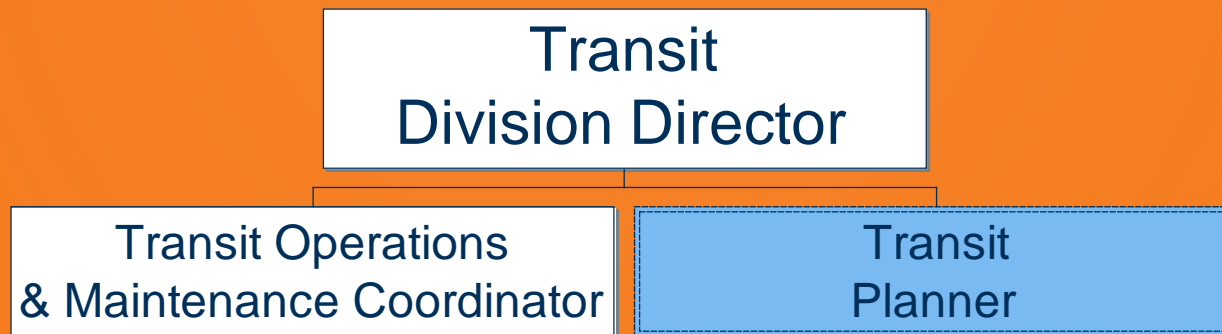 Transit
Division Director
Transit Operations
& Maintenance Coordinator
Transit
Planner